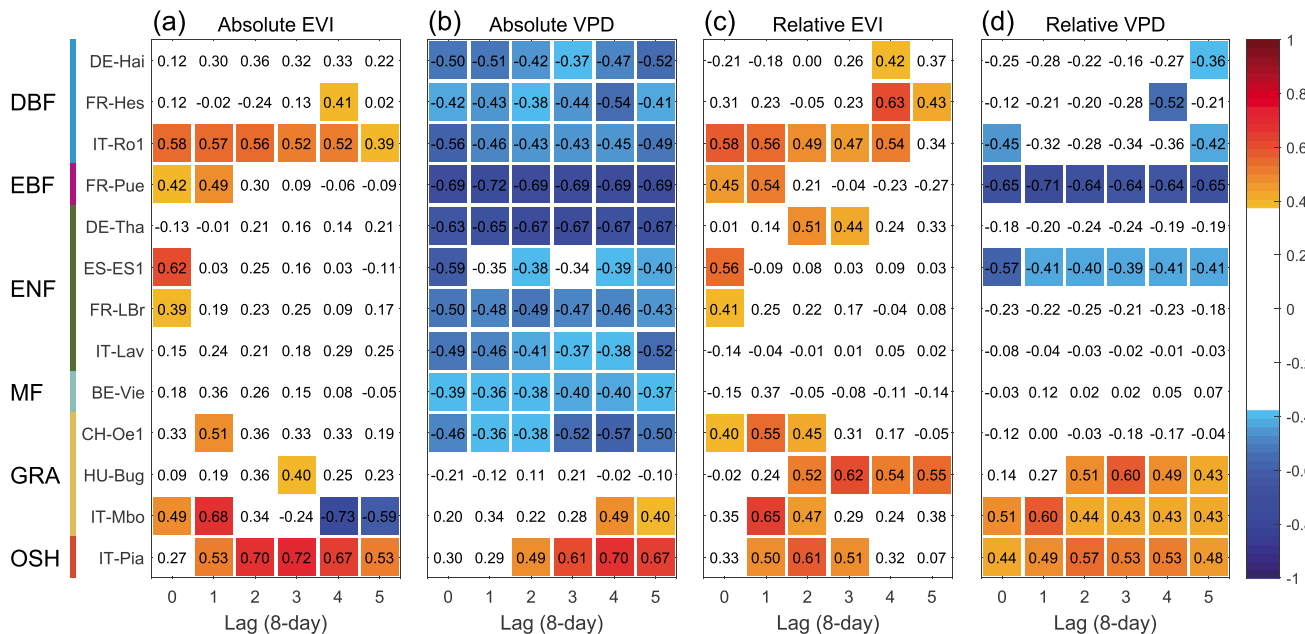 (a) Absolute EVI (b) Absolute VPD (c) Relative EVI (d) Relative VPD
1
DE-Hai 0.12 0.30 0.36 0.32 0.33 0.22 -0.50 -0.51 -0.42 -0.37 -0.47 -0.52 -0.21 -0.18 0.00 0.26 0.42 0.37 -0.25 -0.28 -0.22 -0.16 -0.27 -0.36
0.8
DBF FR-Hes 0.12 -0.02 -0.24 0.13 0.41 0.02 -0.42 -0.43 -0.38 -0.44 -0.54 -0.41 0.31 0.23 -0.05 0.23 0.63 0.43 -0.12 -0.21 -0.20 -0.28 -0.52 -0.21
0.6
IT-Ro1 0.58 0.57 0.56 0.52 0.52 0.39 -0.56 -0.46 -0.43 -0.43 -0.45 -0.49 0.58 0.56 0.49 0.47 0.54 0.34 -0.45 -0.32 -0.28 -0.34 -0.36 -0.42
EBF FR-Pue 0.42 0.49 0.30 0.09 -0.06 -0.09 -0.69 -0.72 -0.69 -0.69 -0.69 -0.69 0.45 0.54 0.21 -0.04 -0.23 -0.27 -0.65 -0.71 -0.64 -0.64 -0.64 -0.65
0.4
DE-Tha -0.13 -0.01 0.21 0.16 0.14 0.21 -0.63 -0.65 -0.67 -0.67 -0.67 -0.67 0.01 0.14 0.51 0.44 0.24 0.33 -0.18 -0.20 -0.24 -0.20 -0.19 -0.19
0.2
ENF ES-ES1 0.62 0.03 0.25 0.16 0.03 -0.11 -0.59 -0.35 -0.38 -0.34 -0.39 -0.40 0.56 -0.09 0.08 0.03 0.09 0.03 -0.57 -0.41 -0.40 -0.39 -0.41 -0.41
0
FR-LBr 0.39 0.19 0.23 0.25 0.09 0.17 -0.50 -0.48 -0.49 -0.47 -0.46 -0.43 0.41 0.25 0.22 0.17 -0.04 0.08 -0.23 -0.22 -0.25 -0.21 -0.23 -0.18
IT-Lav 0.15 0.24 0.21 0.18 0.29 0.25 -0.49 -0.46 -0.41 -0.37 -0.38 -0.52 -0.14 -0.04 -0.01 0.01 0.05 0.02 -0.08 -0.04 -0.03 -0.02 -0.01 -0.03
-0.2
MF BE-Vie 0.18 0.36 0.26 0.15 0.08 -0.05 -0.39 -0.36 -0.38 -0.40 -0.40 -0.37 -0.15 0.37 -0.05 -0.08 -0.11 -0.14 -0.03 0.12 0.02 0.02 0.05 0.07
-0.4
CH-Oe1 0.33 0.51 0.36 0.33 0.33 0.19 -0.46 -0.36 -0.38 -0.52 -0.57 -0.50 0.40 0.55 0.45 0.31 0.17 -0.05 -0.12 0.00 -0.03 -0.18 -0.17 -0.04
GRA HU-Bug 0.09 0.19 0.36 0.40 0.25 0.23 -0.21 -0.12 0.11 0.21 -0.02 -0.10 -0.02 0.24 0.52 0.62 0.54 0.55 0.14 0.27 0.51 0.60 0.49 0.43
-0.6
IT-Mbo 0.49 0.68 0.34 -0.24 -0.73 -0.59 0.20 0.34 0.22 0.28 0.49 0.40 0.35 0.65 0.47 0.29 0.24 0.38 0.51 0.60 0.44 0.43 0.43 0.43
-0.8
OSH IT-Pia 0.27 0.53 0.70 0.72 0.67 0.53 0.30 0.29 0.49 0.61 0.70 0.67 0.33 0.50 0.61 0.51 0.32 0.07 0.44 0.49 0.57 0.53 0.53 0.48
-1
0 1 2 3 4 5 0 1 2 3 4 5 0 1 2 3 4 5 0 1 2 3 4 5
Lag (8-day) Lag (8-day) Lag (8-day) Lag (8-day)